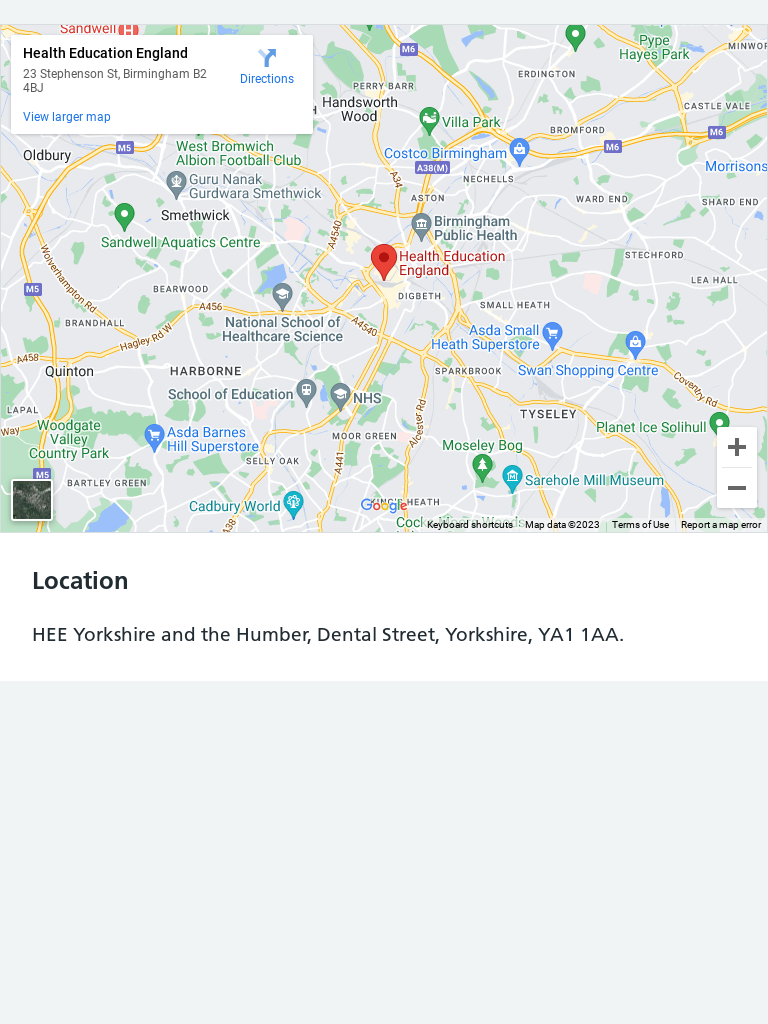 Sandwell
Health Education England
23 Stephenson St, Birmingham B2
4BJ
Directions
View larger map
M6
Pype
Hayes Park
MINWOR
ERDINGTON
PERRY BARR
Handsworth
Wood
H
CASTLE VALE
Villa Park
BROMFORD
M6
M6
M5
West Bromwich
Albion Football Club
Costco Birmingham
Oldbury
A38(M)
Morrisons
A34
NECHELLS
Guru Nanak
Gurdwara Smethwick
ASTON
WARD END
SHARD END
Smethwick
Birmingham
Public Health
A4540
Sandwell Aquatics Centre
Health Education
England
STECHFORD
Wolverhampton Rd
LEA HALL
M5
BEARWOOD
DIGBETH
A456
SMALL HEATH
BRANDHALL
National School of
Healthcare Science
A4540
Asda Small
Heath Superstore
Hagley Rd W
A458
Quinton
HARBORNE
SPARKBROOK
Swan Shopping Centre
Coventry Rd
School of Education
NHS
LAPAL
TYSELEY
Way
Woodgate
Valley
Country Park
Asda Barnes
Hill Superstore
MOOR GREEN
Alcester Rd
Planet Ice Solihull
Moseley Bog
SELLY OAK
A441
M5
BARTLEY GREEN
Sarehole Mill Museum
Cadbury World
KING'S HEATH
Google
A38
Keyboard shortcuts
Map data ©2023
Terms of Use
Report a map error
Location
HEE Yorkshire and the Humber, Dental Street, Yorkshire, YA1 1AA.